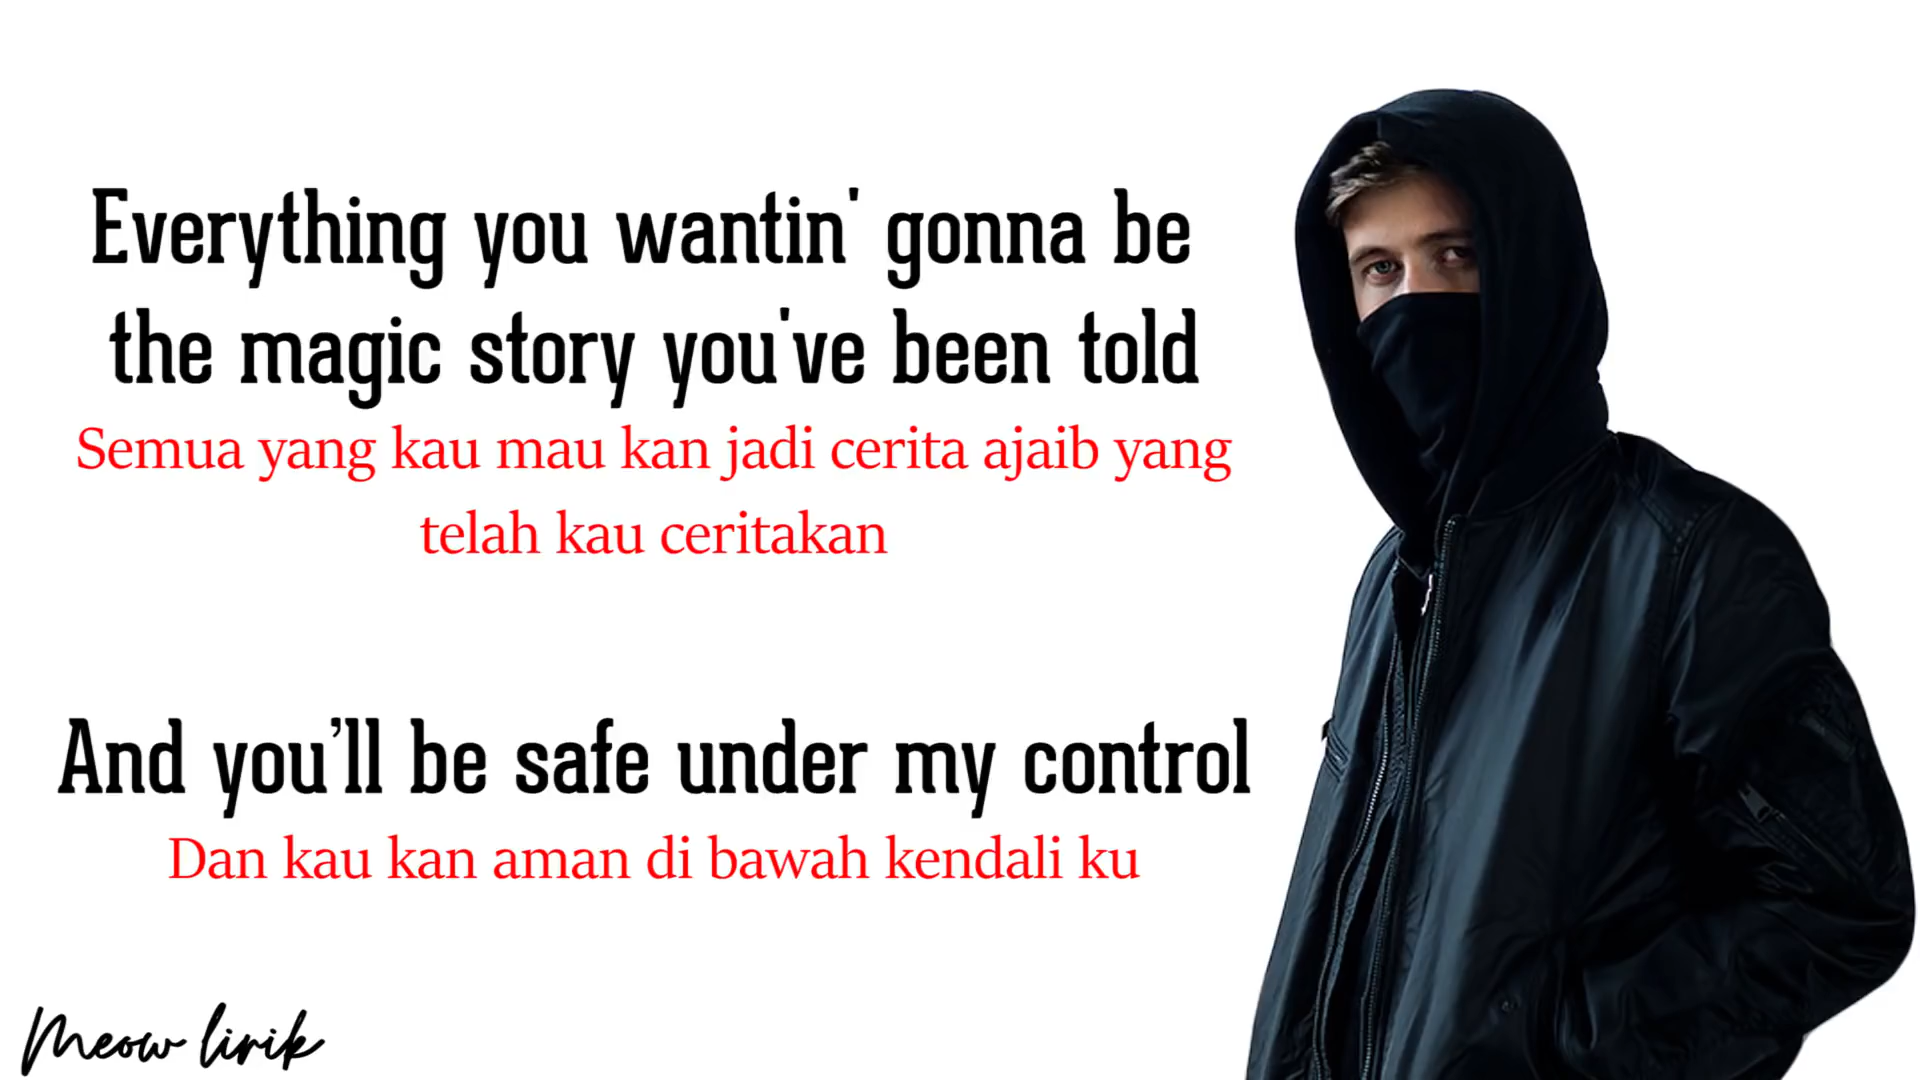 Everything you wantin' gonna be
the magic story you've been told
Semua yang kau mau kan jadi cerita ajaib yang
telah kau ceritakan
And you’ll be safe under my control
Dan kau kan aman di bawah kendali ku
Meow lirik